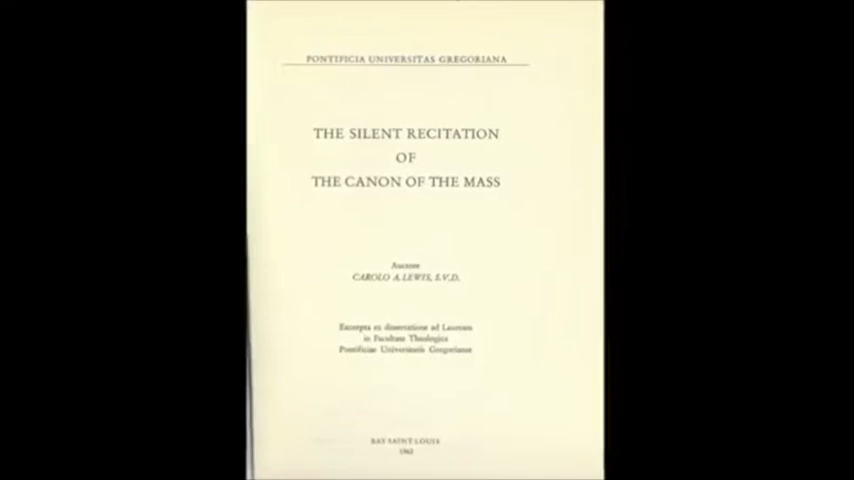 PONTIFICIA UNIVERSITAS GREGORIANA
THE SILENT RECITATION
OF
THE CANON OF THE MASS
Auctore
CAROLO A. LEWIS, S.V.D.
Excerpta ex dissertatione ad Lauream
in Facultate Theologica
Pontificiae Universitatis Gregorianae
BAY SAINT LOUIS
1962